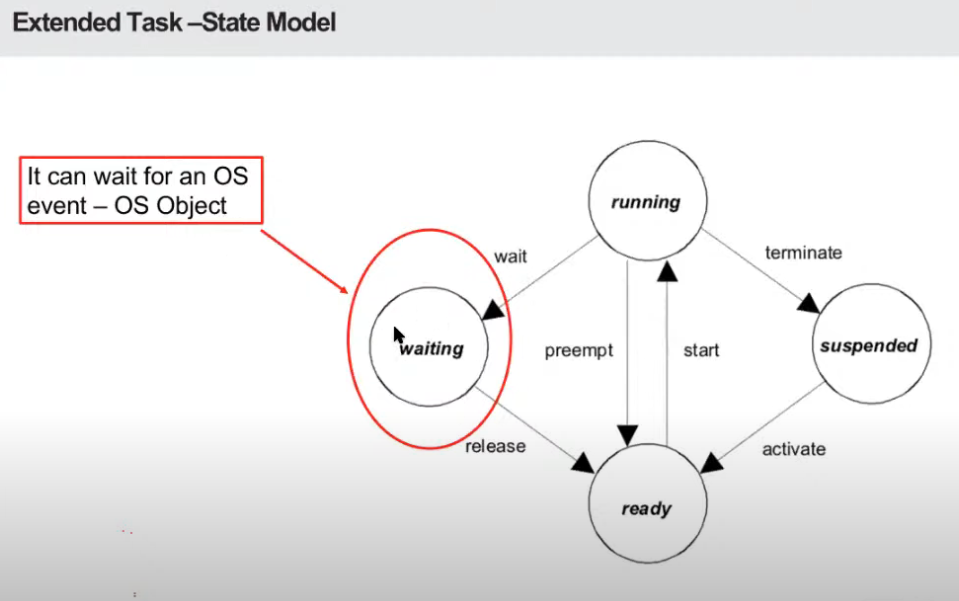 Extended Task –State Model
It can wait for an OS
event – OS Object
running
wait
terminate
waiting
preempt
start
suspended
release
activate
ready